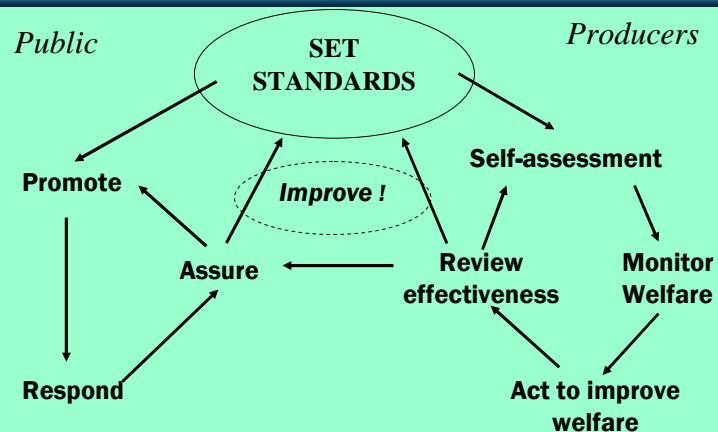 Public
SET
STANDARDS
Producers
Self-assessment
Promote
Improve !
Assure
Review
effectiveness
Monitor
Welfare
Respond
Act to improve
welfare